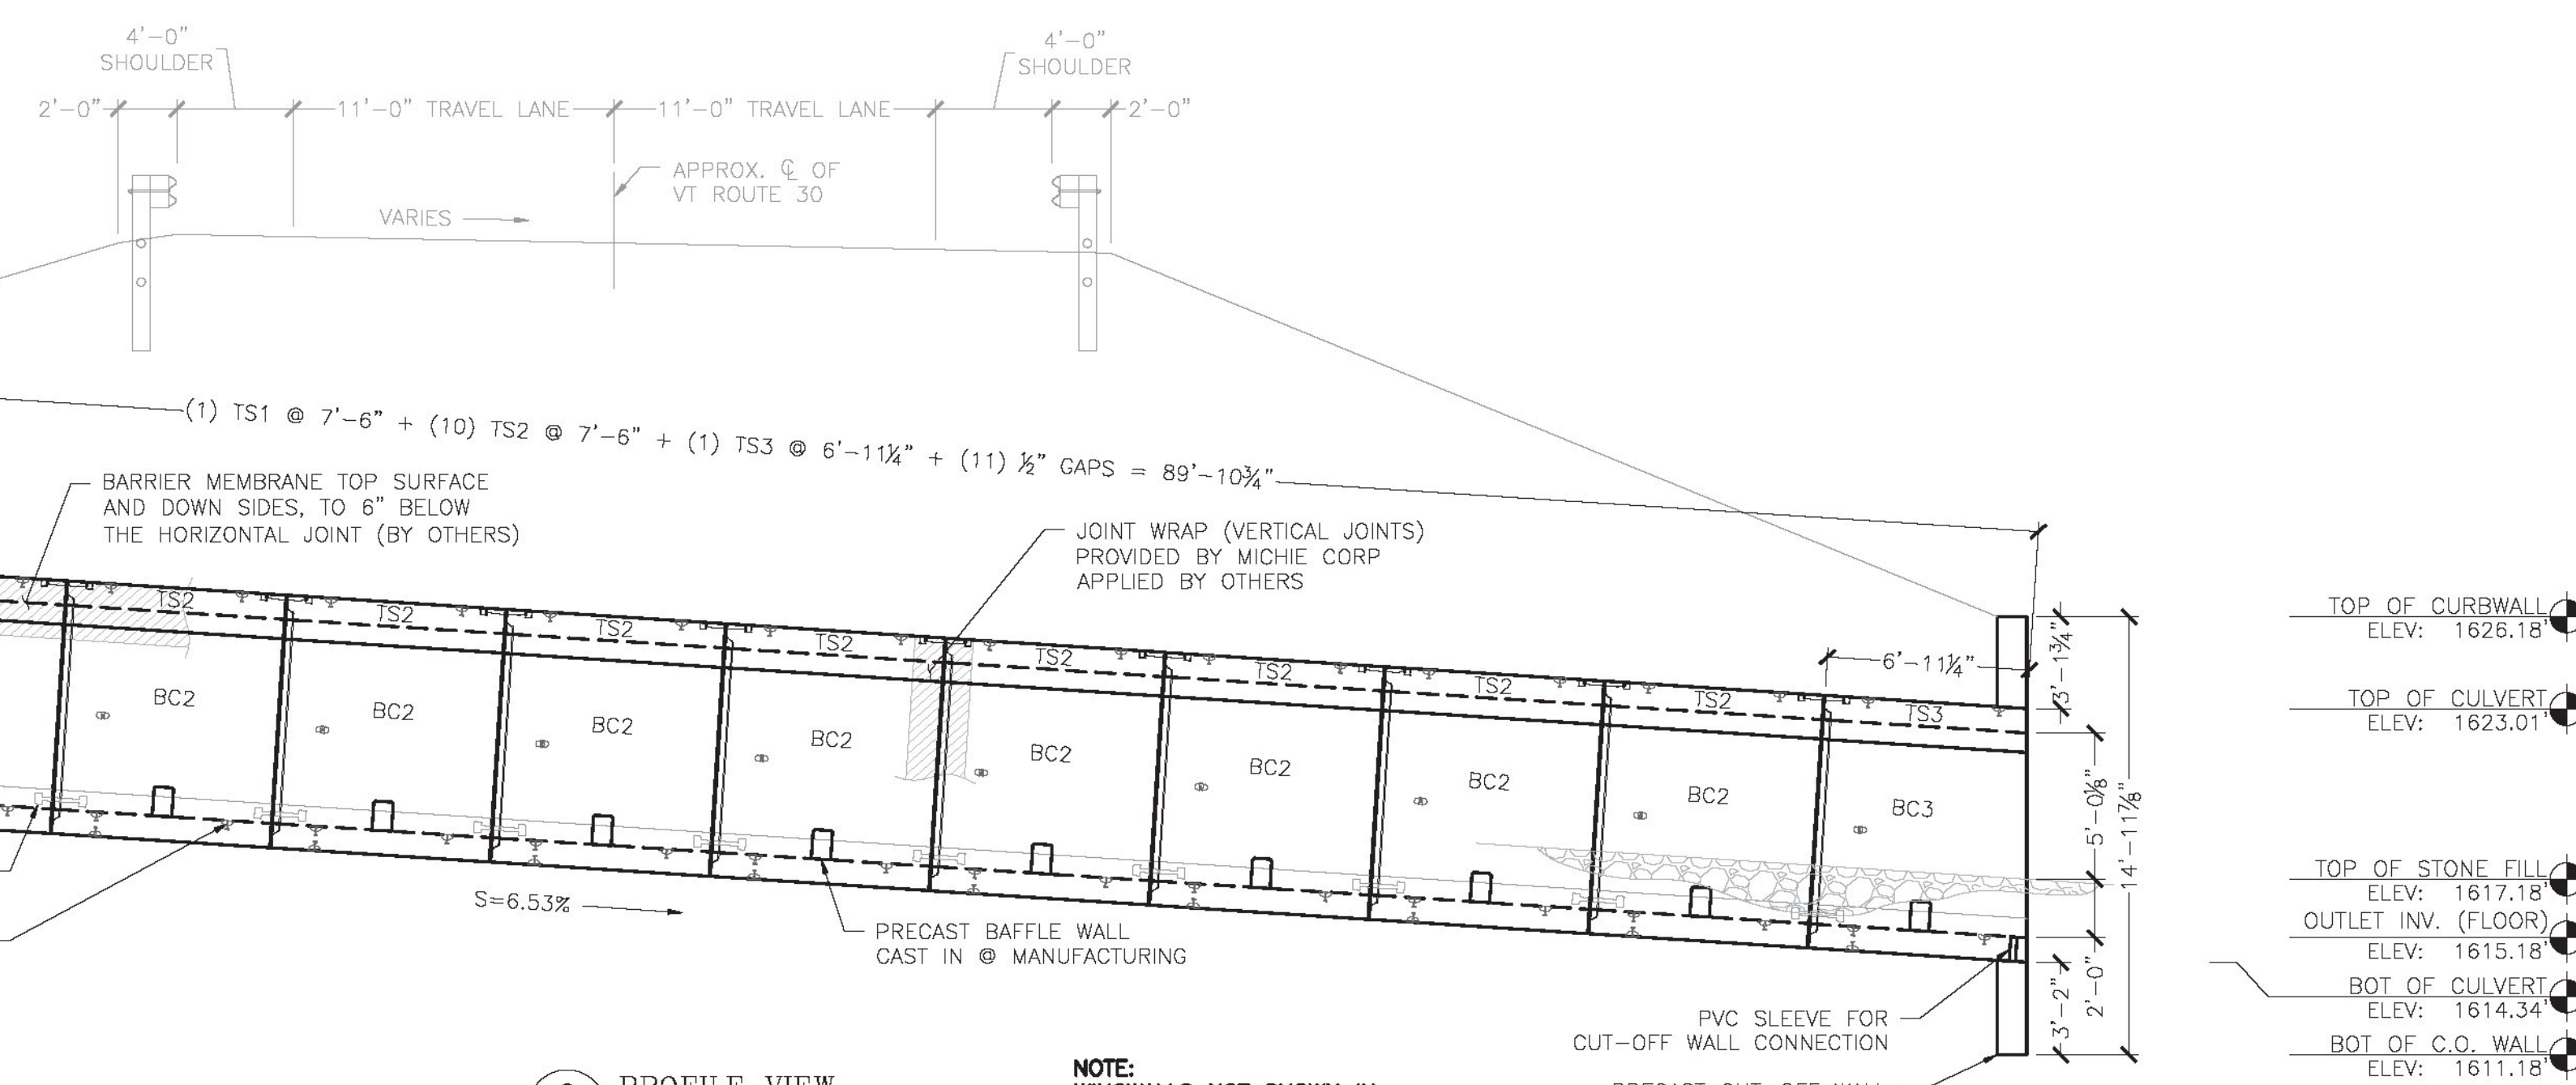 4'-0"
SHOULDER
4'-0"
SHOULDER
2'-0"
11'-0" TRAVEL LANE
11'-0" TRAVEL LANE
2'-0"
APPROX. ℄ OF
VT ROUTE 30
VARIES
(1) TS1 @ 7'-6" + (10) TS2 @ 7'-6" + (1) TS3 @ 6'-11¼" + (11) ½" GAPS = 89'-10¾"
BARRIER MEMBRANE TOP SURFACE
AND DOWN SIDES, TO 6" BELOW
THE HORIZONTAL JOINT (BY OTHERS)
JOINT WRAP (VERTICAL JOINTS)
PROVIDED BY MICHIE CORP
APPLIED BY OTHERS
TS2
TS2
TS2
TS2
TS2
TS2
TS2
TS2
TS3
6'-11¼"
BC2
BC2
BC2
BC2
BC2
BC2
BC2
BC2
BC3
3'-1¾"
5'-0⅛"
14'-11⅞"
2'-0"
3'-2"
S=6.53%
PRECAST BAFFLE WALL
CAST IN @ MANUFACTURING
PVC SLEEVE FOR
CUT-OFF WALL CONNECTION
TOP OF CURBWALL
ELEV: 1626.18'
TOP OF CULVERT
ELEV: 1623.01'
TOP OF STONE FILL
ELEV: 1617.18'
OUTLET INV. (FLOOR)
ELEV: 1615.18'
BOT OF CULVERT
ELEV: 1614.34'
BOT OF C.O. WALL
ELEV: 1611.18'
PROFILE VIEW
NOTE: